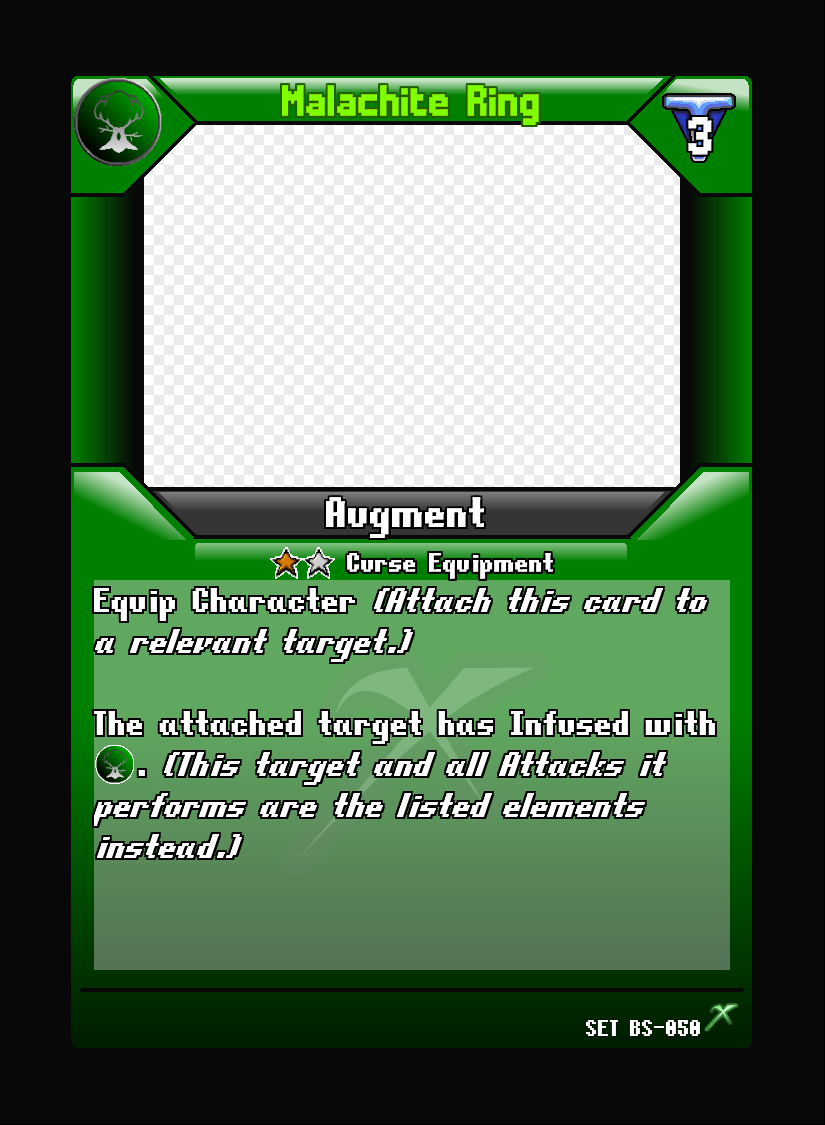 Malachite Ring
3
Augment
Curse Equipment
Equip Character (Attach this card to
a relevant target.)
The attached target has Infused with
. (This target and all Attacks it
performs are the listed elements
instead.)
SET BS-050